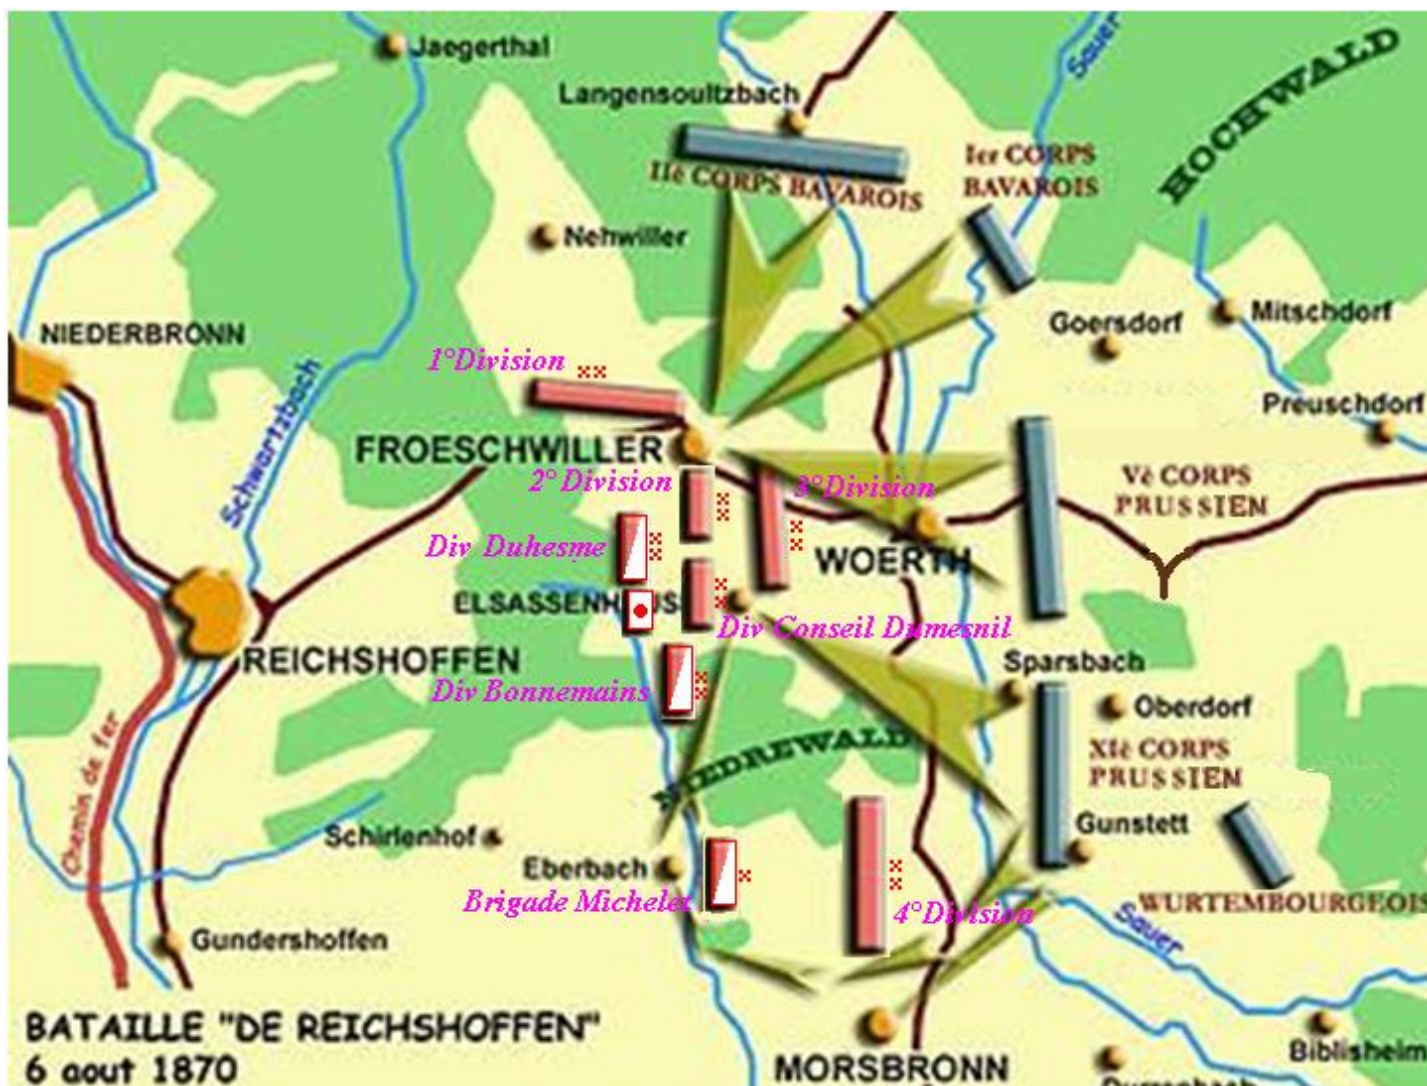 Jaegerthal
Sauer
Langensoultzbach
HOCHWALD
Ier CORPS
BAVAROIS
IIè CORPS BAVAROIS
Nehwiller
Mitschdorf
Goersdorf
NIEDERBRONN
1°Division
Schwartzbach
Preuschdorf
FROESCHWILLER
2° Division
3°Division
Vè CORPS
PRUSSIEN
Div Duhesme
WOERTH
Div Conseil Dumesnil
REICHSHOFFEN
Sparsbach
Div Bonnemains
Oberdorf
XIè CORPS
PRUSSIEN
Chemin de fer
Schirlenhof
Gunstett
Eberbach
Brigade Michelet
4°Division
WURTEMBOURGEOIS
Sauer
Gundershoffen
BATAILLE "DE REICHSHOFFEN"
6 aout 1870
MORSBRONN
Biblisheim